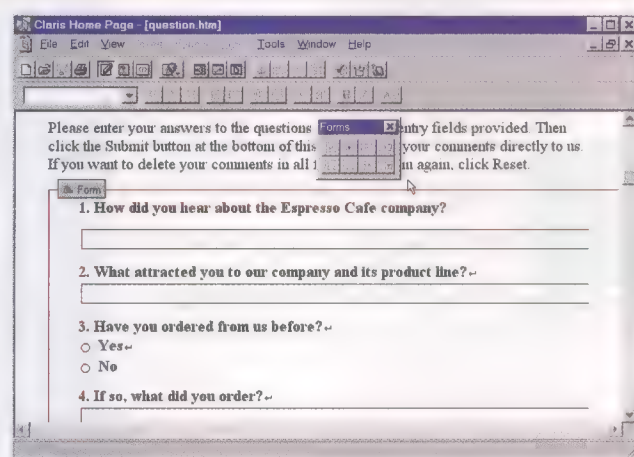 Claris Home Page - [question.htm]
File Edit View Tools Window Help
Please enter your answers to the questions
Forms
entry fields provided. Then
click the Submit button at the bottom of this
your comments directly to us.
If you want to delete your comments in all
again, click Reset.
Form
1. How did you hear about the Espresso Cafe company?
2. What attracted you to our company and its product line?
3. Have you ordered from us before?
Yes
No
4. If so, what did you order?